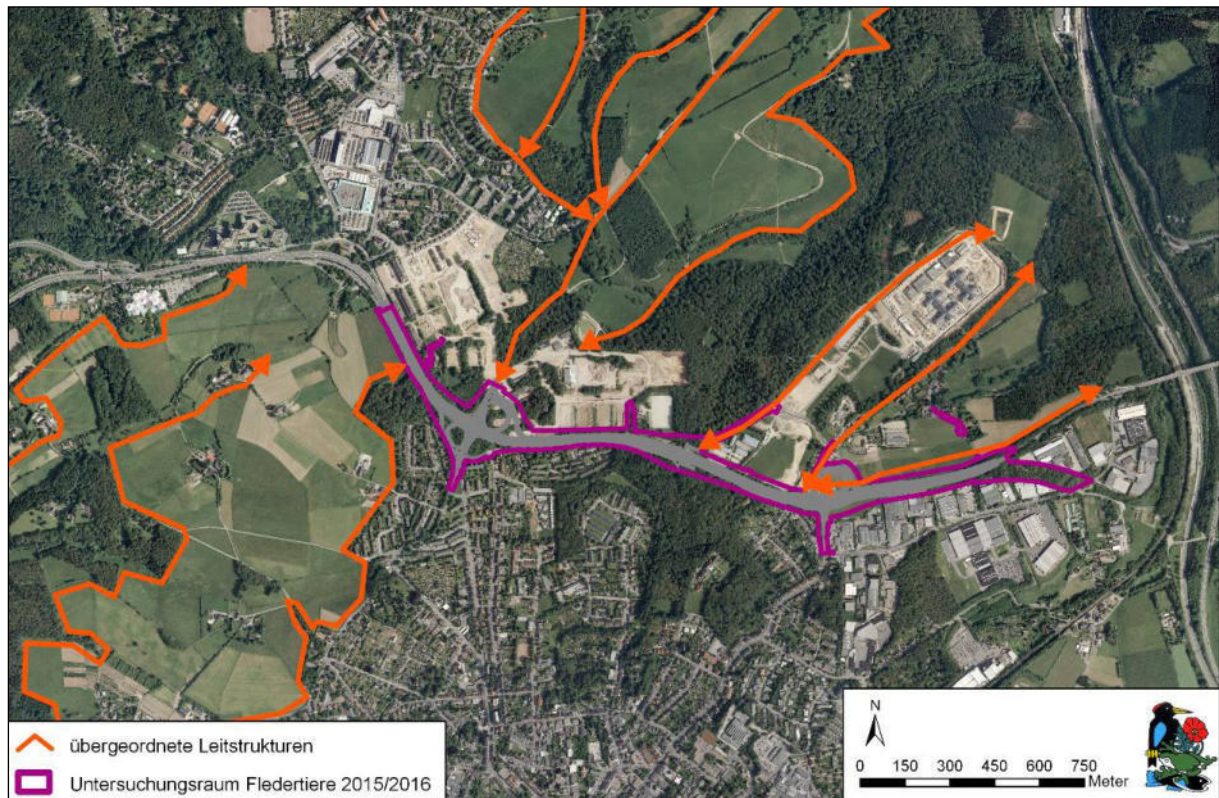 übergeordnete Leitstrukturen
Untersuchungsraum Fledertiere 2015/2016
N
0 150 300 450 600 750
Meter